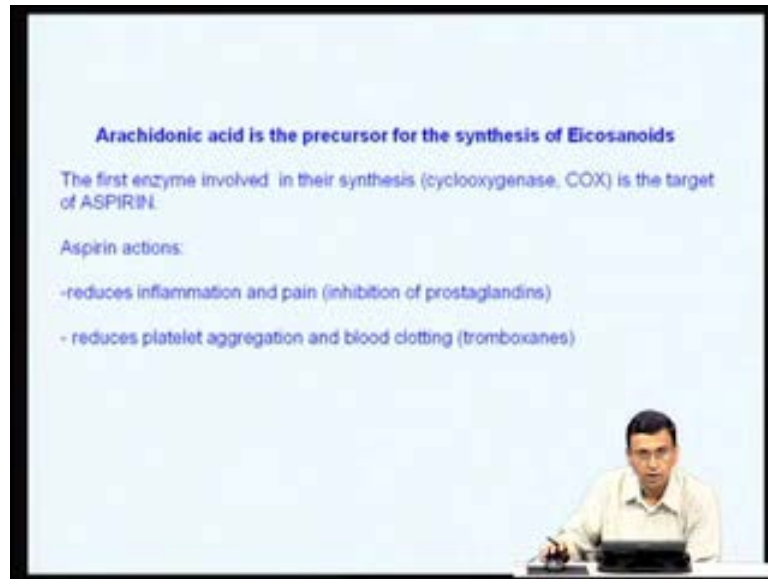 Arachidonic acid is the precursor for the synthesis of Eicosanoids
The first enzyme involved in their synthesis (cyclooxygenase, COX) is the target
of ASPIRIN.
Aspirin actions:
-reduces inflammation and pain (inhibition of prostaglandins)
- reduces platelet aggregation and blood clotting (tromboxanes)